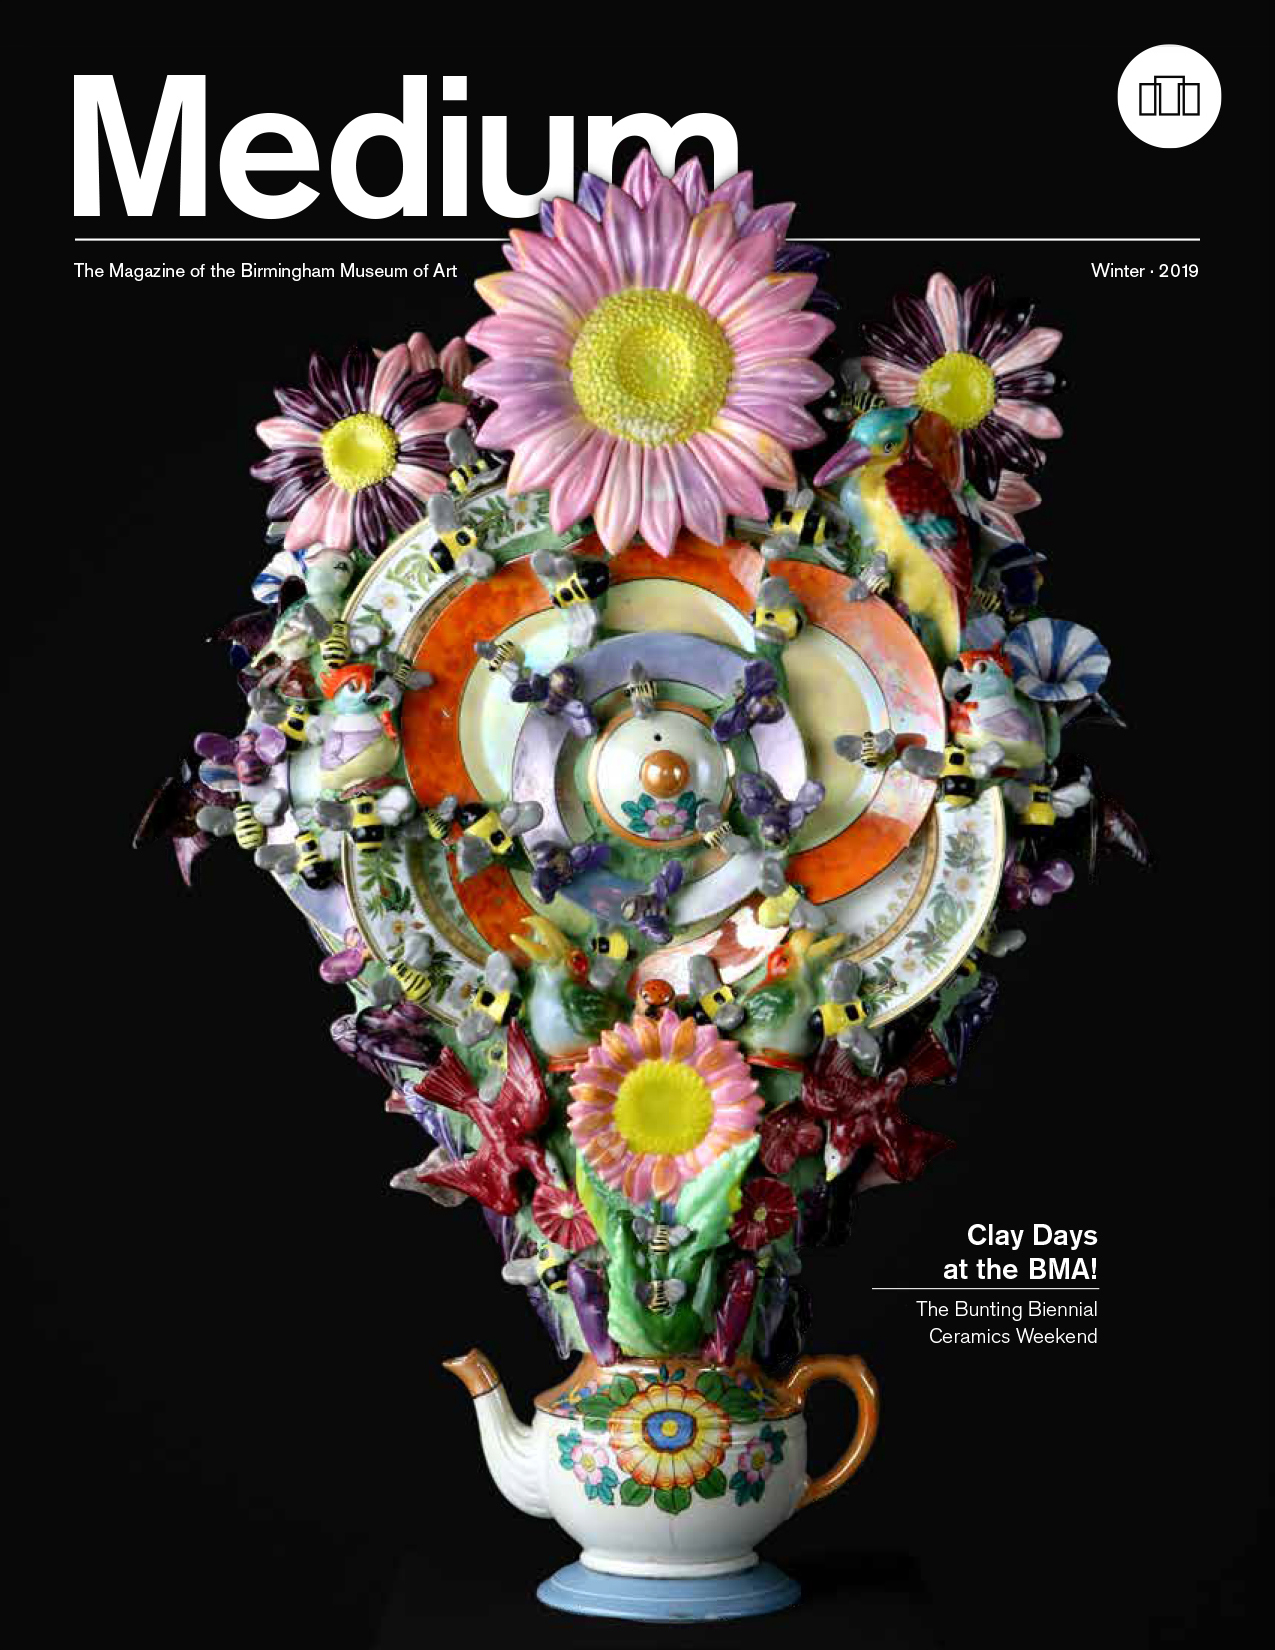 Medium
The Magazine of the Birmingham Museum of Art
Winter · 2019
Clay Days
at the BMA!
The Bunting Biennial
Ceramics Weekend